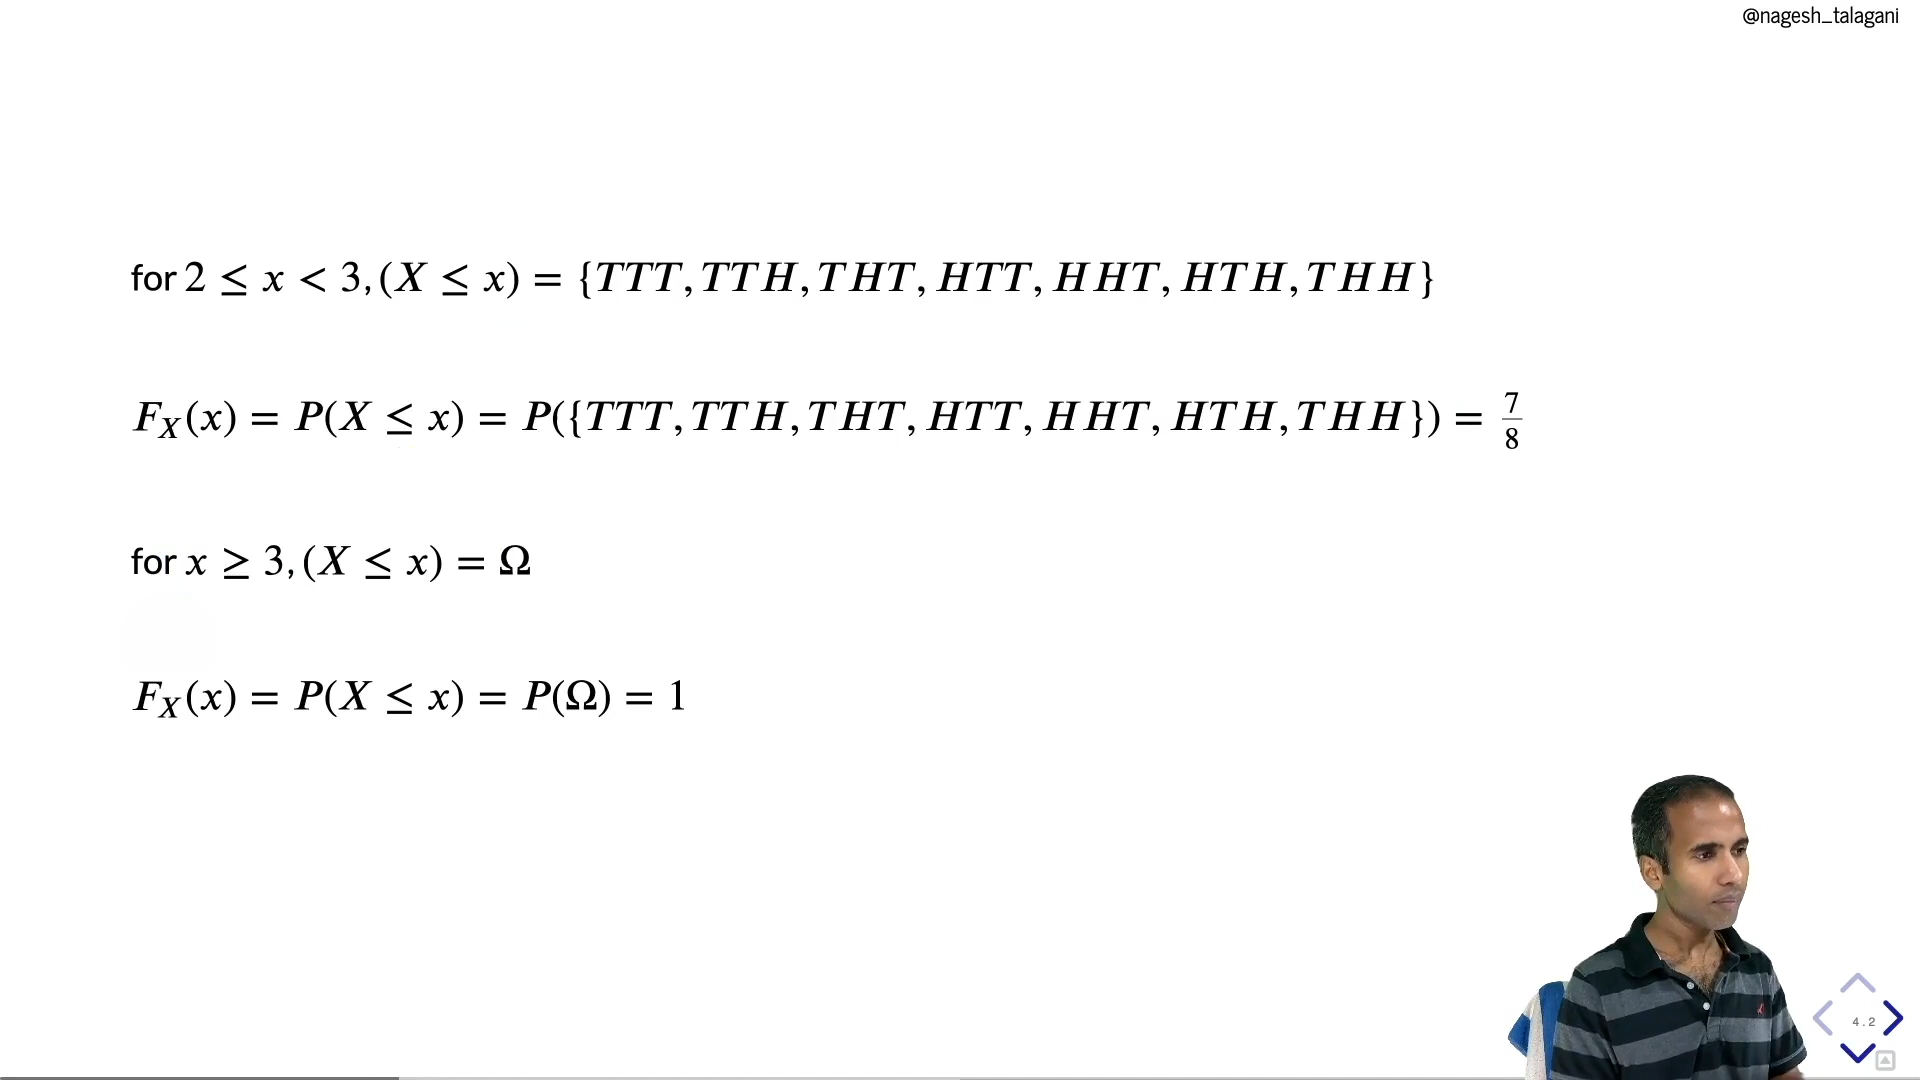 @nagesh_talagani
for 2 ≤ x < 3, (X ≤ x) = {TTT, TTH, THT, HTT, HHT, HTH, THH}
F_X(x) = P(X ≤ x) = P({TTT, TTH, THT, HTT, HHT, HTH, THH}) = 7/8
for x ≥ 3, (X ≤ x) = Ω
F_X(x) = P(X ≤ x) = P(Ω) = 1
4.2